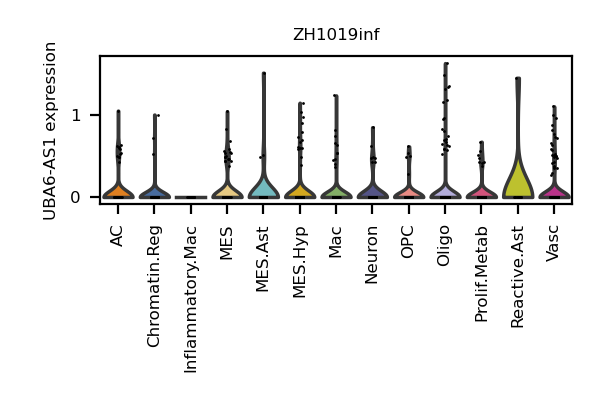 ZH1019inf
UBA6-AS1 expression
1
0
AC
Chromatin.Reg
Inflammatory.Mac
MES
MES.Ast
MES.Hyp
Mac
Neuron
OPC
Oligo
Prolif.Metab
Reactive.Ast
Vasc